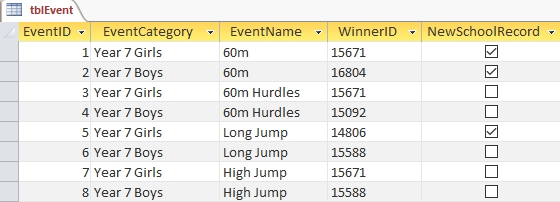 tblEvent
EventID EventCategory EventName WinnerID NewSchoolRecord
1 Year 7 Girls 60m 15671
2 Year 7 Boys 60m 16804
3 Year 7 Girls 60m Hurdles 15671
4 Year 7 Boys 60m Hurdles 15092
5 Year 7 Girls Long Jump 14806
6 Year 7 Boys Long Jump 15588
7 Year 7 Girls High Jump 15671
8 Year 7 Boys High Jump 15588